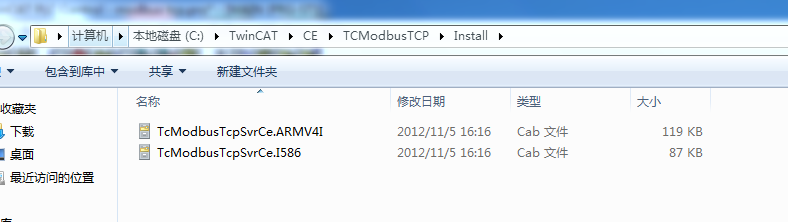 计算机 本地磁盘 (C:) TwinCAT CE TCModbusTCP Install
包含到库中 共享 新建文件夹
收藏夹
下载
桌面
最近访问的位置
名称 修改日期 类型 大小
TcModbusTcpSvrCe.ARMV4I 2012/11/5 16:16 Cab 文件 119 KB
TcModbusTcpSvrCe.I586 2012/11/5 16:16 Cab 文件 87 KB